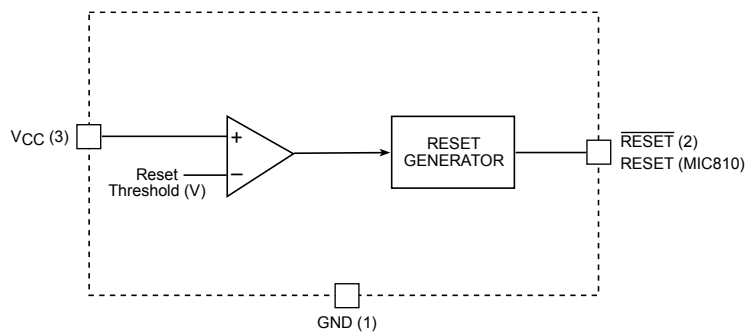 VCC (3)
+
Reset
Threshold (V)
−
RESET
GENERATOR
RESET (2)
RESET (MIC810)
GND (1)